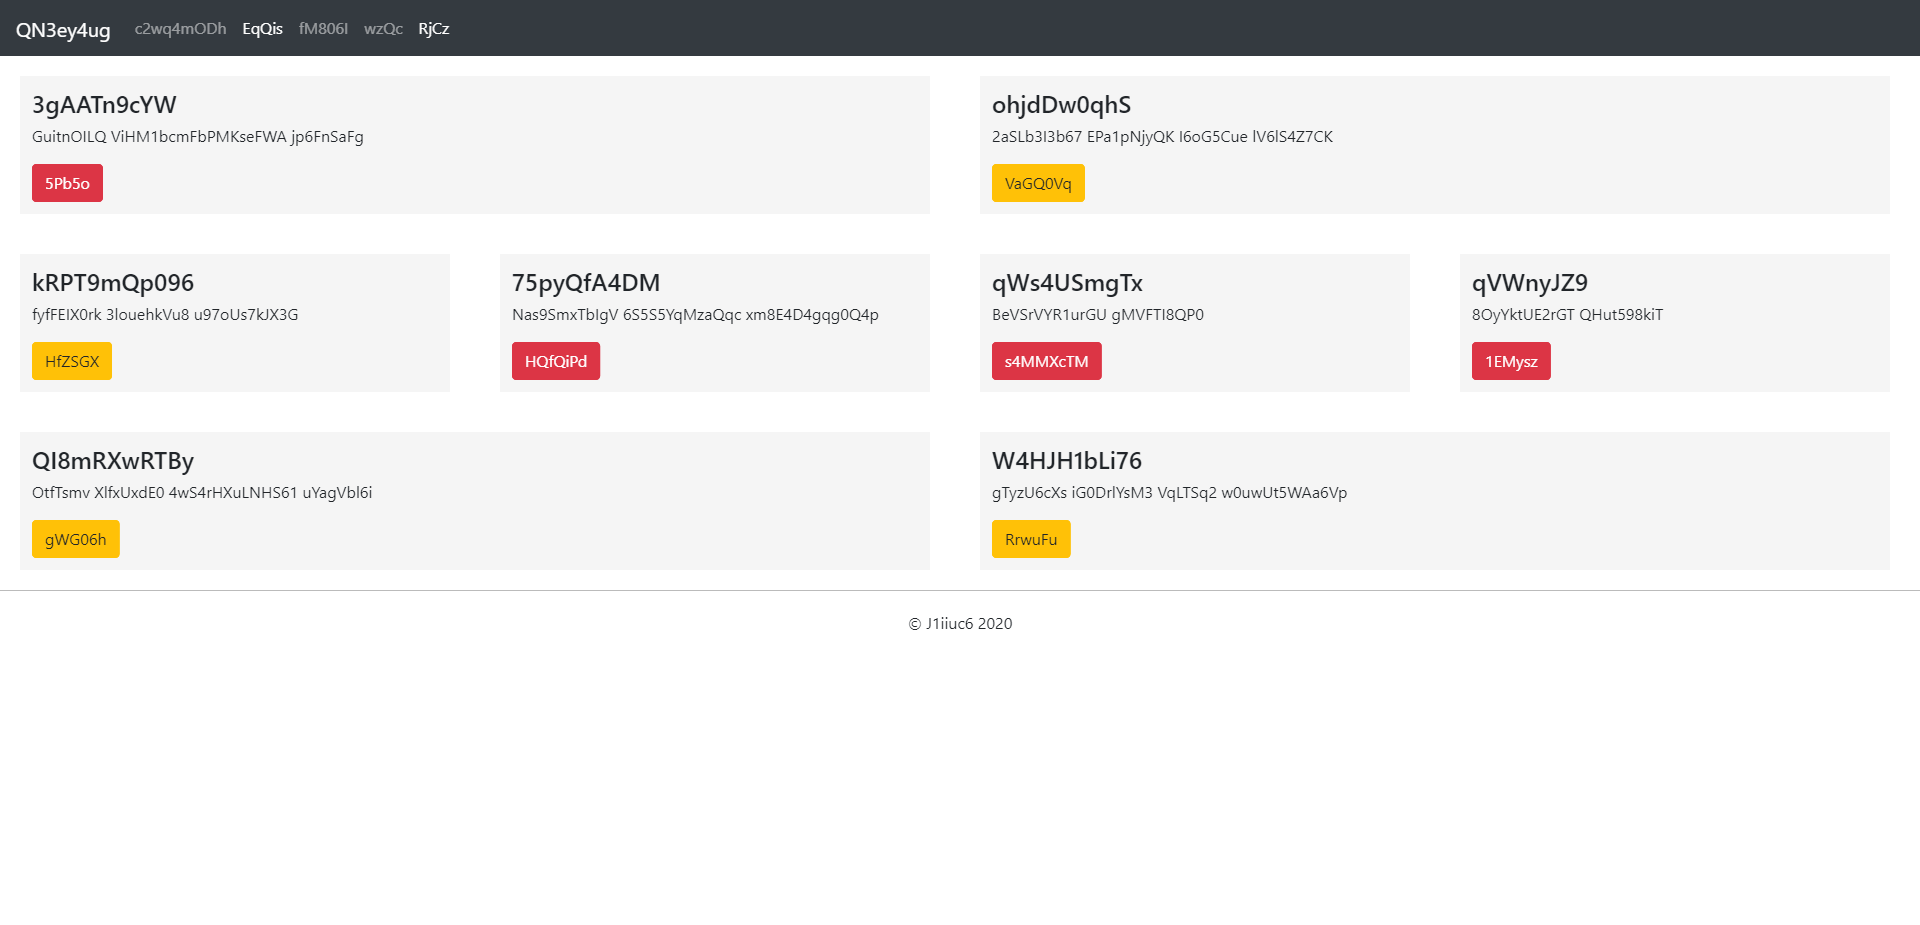 QN3ey4ug c2wq4mODh EqQis fM806I wzQc RjCz
3gAATn9cYW
GuitnOILQ ViHM1bcmFbPMKseFWA jp6FnSaFg
5Pb5o
ohjdDw0qhS
2aSLb3I3b67 EPa1pNjyQK I6oG5Cue lV6lS4Z7CK
VaGQ0Vq
kRPT9mQp096
fyfFEIX0rk 3louehkVu8 u97oUs7kJX3G
HfZSGX
75pyQfA4DM
Nas9SmxTbIgV 6S5S5YqMzaQqc xm8E4D4gqg0Q4p
HQfQiPd
qWs4USmgTx
BeVSrVYR1urGU gMVFTI8QP0
s4MMXcTM
qVWnyJZ9
8OyYktUE2rGT QHut598kiT
1EMysz
QI8mRXwRTBy
OtfTsmv XlfxUxdE0 4wS4rHXuLNHS61 uYagVbl6i
gWG06h
W4HJH1bLi76
gTyzU6cXs iG0DrlYsM3 VqLTSq2 w0uwUt5WAa6Vp
RrwuFu
© J1iiuc6 2020